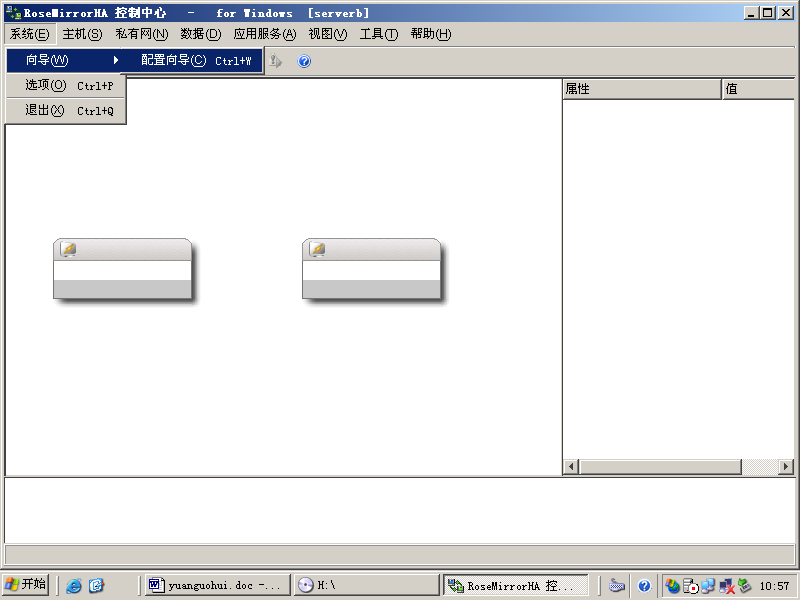 RoseMirrorHA 控制中心 - for Windows [serverb]
系统(E) 主机(S) 私有网(N) 数据(D) 应用服务(A) 视图(V) 工具(T) 帮助(H)
向导(W) 配置向导(C) Ctrl+W
选项(O) Ctrl+P
退出(X) Ctrl+Q
属性 值
开始 yuanguohui.doc -... H:\ RoseMirrorHA 控... 10:57